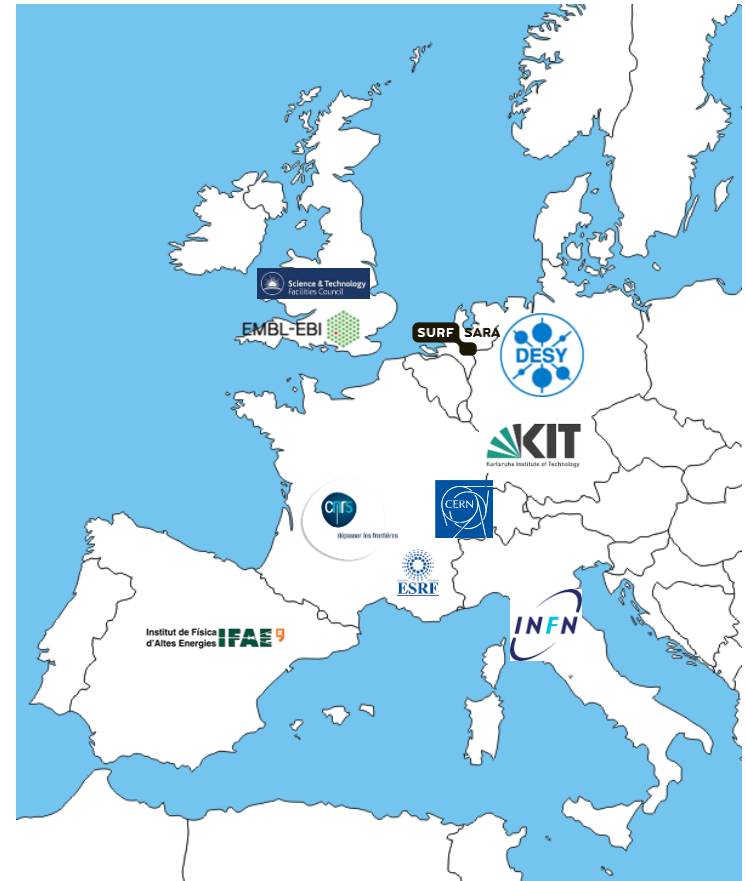 Science & Technology
Facilities Council
EMBL-EBI
SURF SARA
DESY
KIT
Karlsruhe Institute of Technology
CERN
cnrs
dépasser les frontières
ESRF
INFN
Institut de Física
d'Altes Energies
IFAE